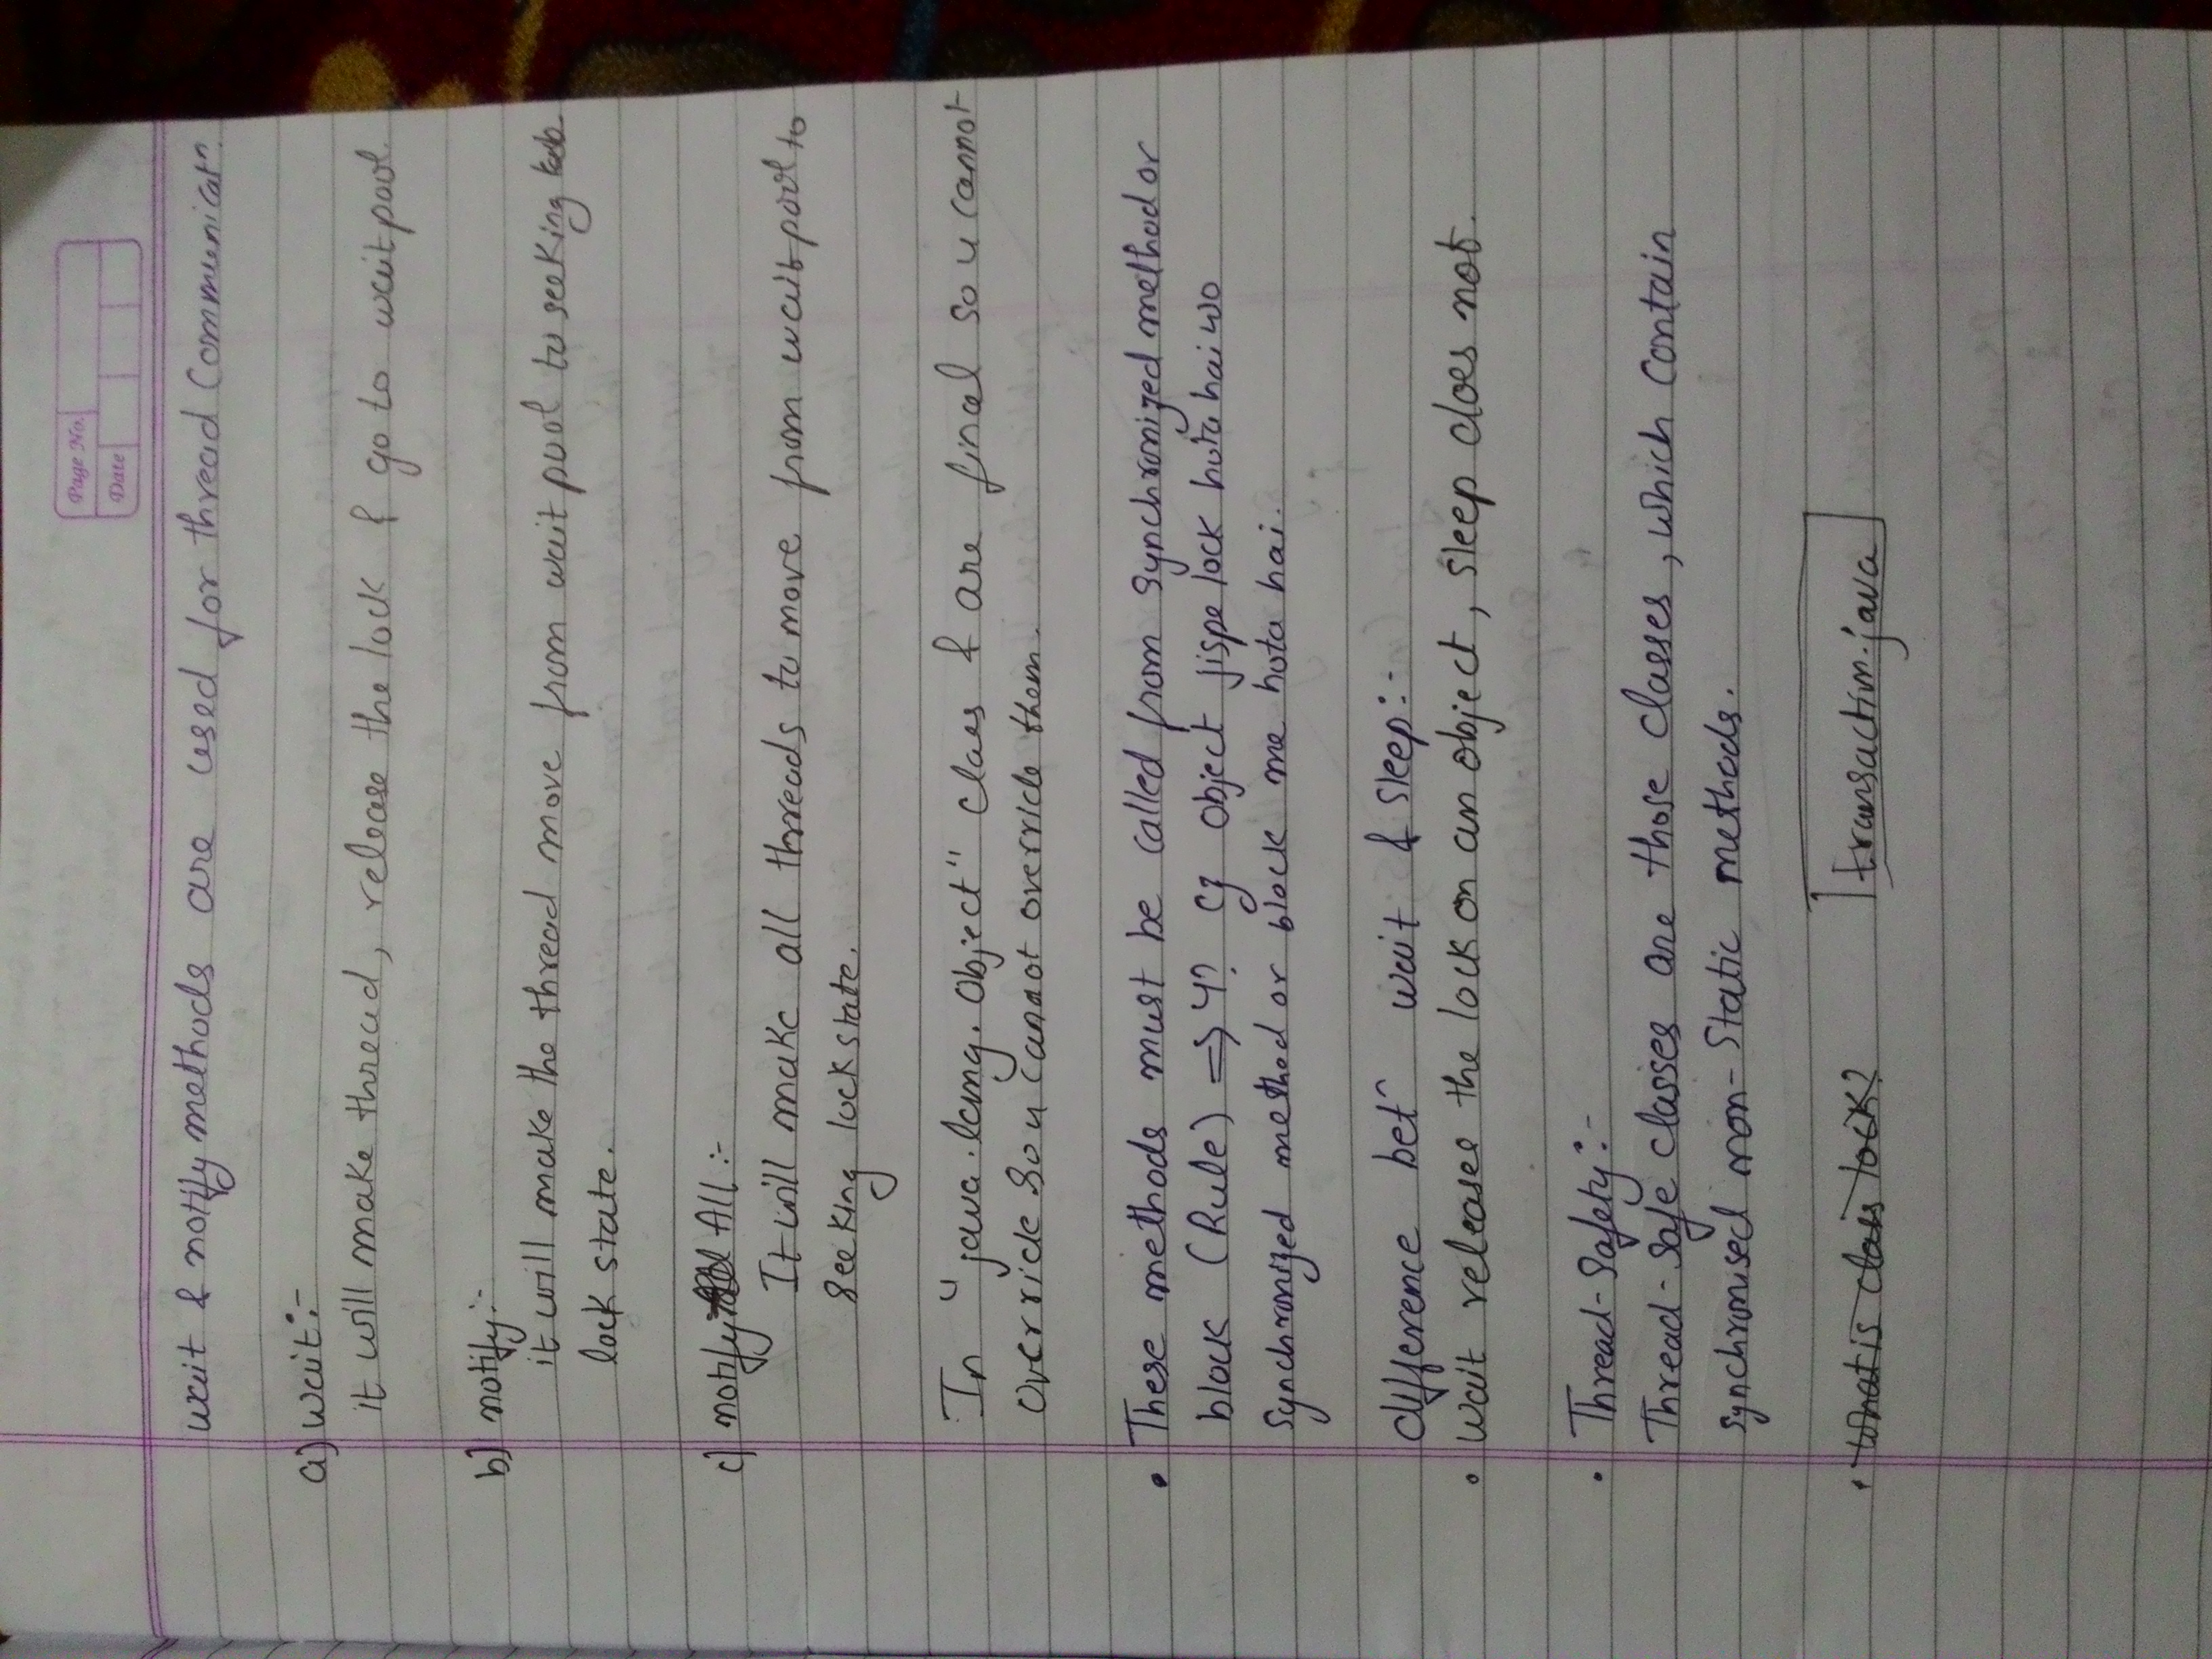 Page No.
Date
wait & notify methods are used for thread Communicatn.
a) wait:-
it will make thread, release the lock & go to wait pool.
b) notify:-
it will make the thread move from wait pool to seeking
lock state.
c) notify All :-
It will make all threads to move from wait pool to
seeking lock state.
In "java.lang.Object" class & are final so u cannot
override so u cannot override them.
• These methods must be called from synchronized method or
block (Rule) => y? Cz object jispe lock hota hai wo
synchronized method or block me hota hai.
difference bet^ wait & sleep:-
• wait releases the lock on an object, sleep does not.
• Thread-Safety:-
Thread-safe classes are those classes, which contain
synchronised non-static methods.
• What is class lock? transaction.java